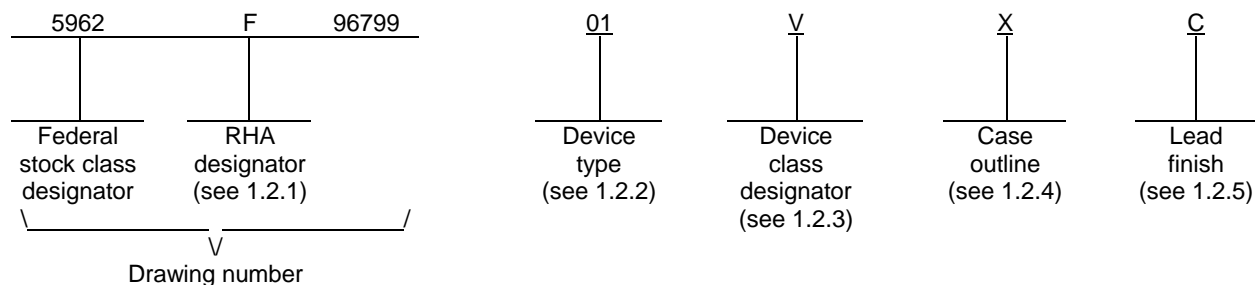 5962 F 96799 01 V X C
Federal RHA Device Device Case Lead
stock class designator type class outline finish
designator (see 1.2.1) (see 1.2.2) designator (see 1.2.4) (see 1.2.5)
(see 1.2.3)
Drawing number